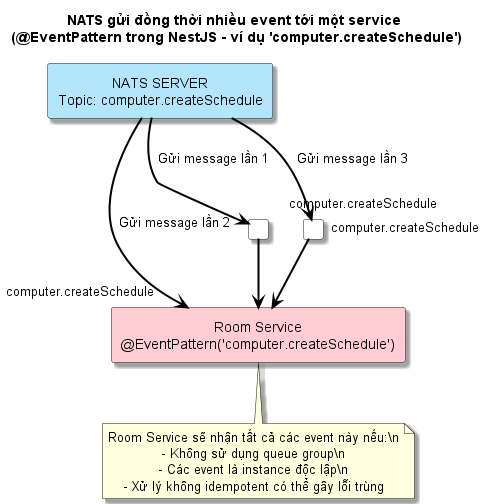 NATS gửi đồng thời nhiều event tới một service
(@EventPattern trong NestJS - ví dụ 'computer.createSchedule')
NATS SERVER
Topic: computer.createSchedule
Gửi message lần 1
Gửi message lần 3
computer.createSchedule
Gửi message lần 2
computer.createSchedule
computer.createSchedule
Room Service
@EventPattern('computer.createSchedule')
Room Service sẽ nhận tất cả các event này nếu:\n
- Không sử dụng queue group\n
- Các event là instance độc lập\n
- Xử lý không idempotent có thể gây lỗi trùng